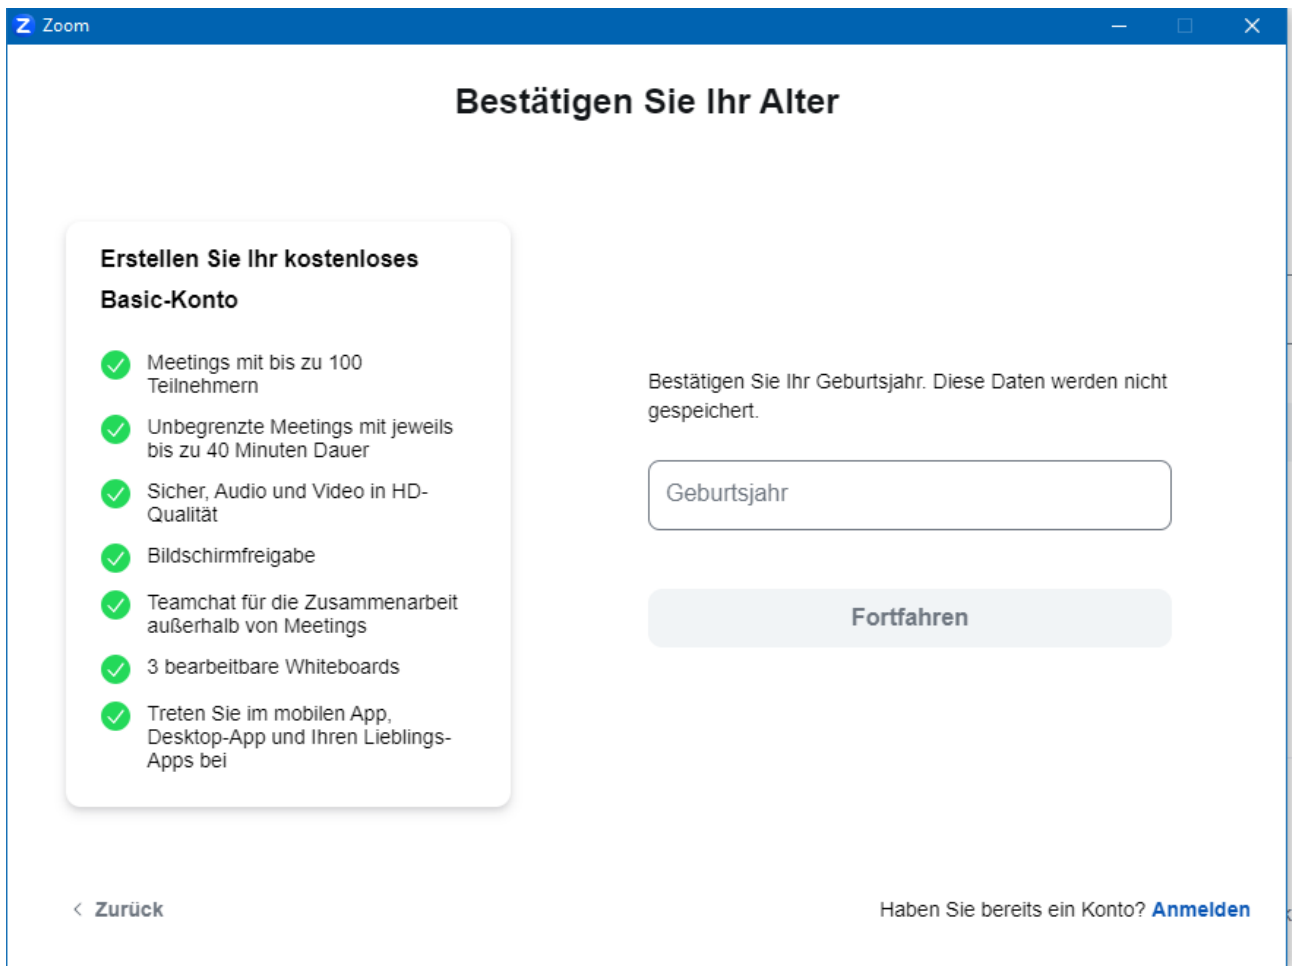 Zoom
Bestätigen Sie Ihr Alter
Erstellen Sie Ihr kostenloses
Basic-Konto
Meetings mit bis zu 100
Teilnehmern
Unbegrenzte Meetings mit jeweils
bis zu 40 Minuten Dauer
Sicher, Audio und Video in HD-
Qualität
Bildschirmfreigabe
Teamchat für die Zusammenarbeit
außerhalb von Meetings
3 bearbeitbare Whiteboards
Treten Sie im mobilen App,
Desktop-App und Ihren Lieblings-
Apps bei
Bestätigen Sie Ihr Geburtsjahr. Diese Daten werden nicht
gespeichert.
Geburtsjahr
Fortfahren
Zurück
Haben Sie bereits ein Konto? Anmelden